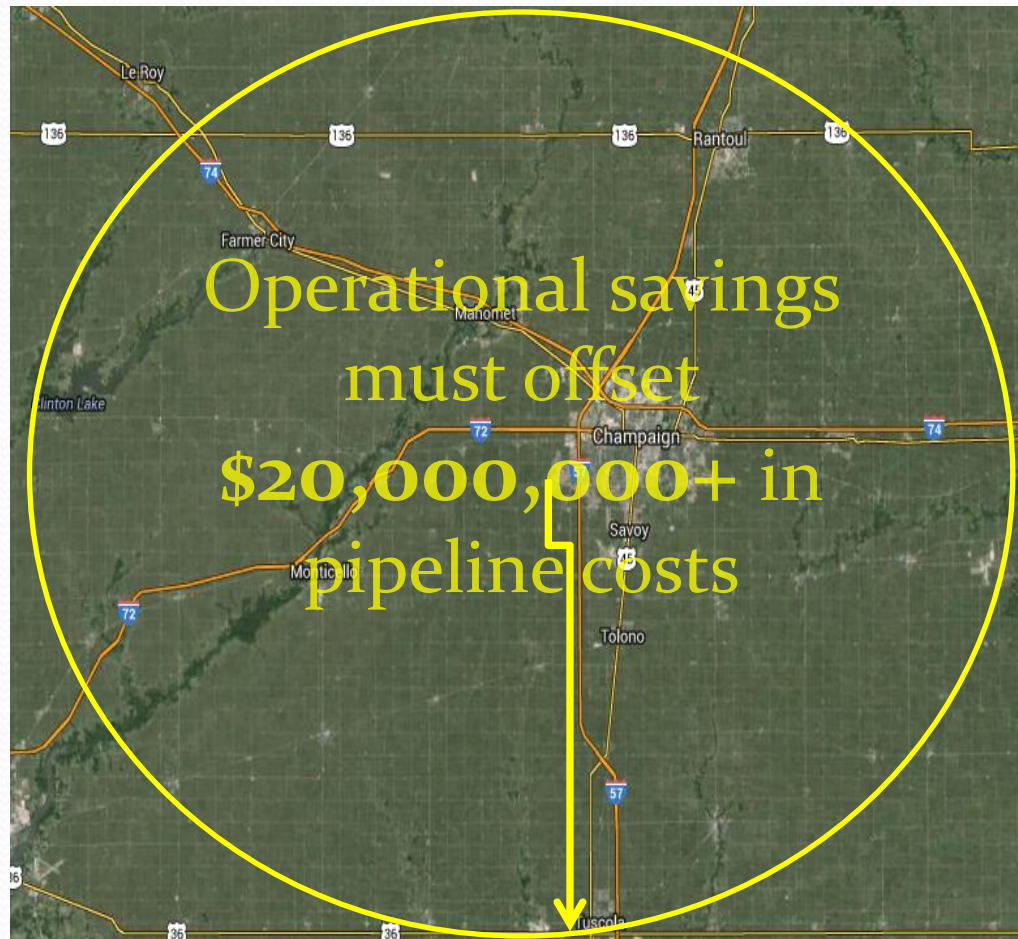 Le Roy
136
136
136
136
Rantoul
74
Farmer City
Operational savings
45
Mahomet
must offset
Clinton Lake
72
74
Champaign
$20,000,000+ in
57
Savoy
45
pipeline costs
Monticello
72
Tolono
57
36
Tuscola
36
36